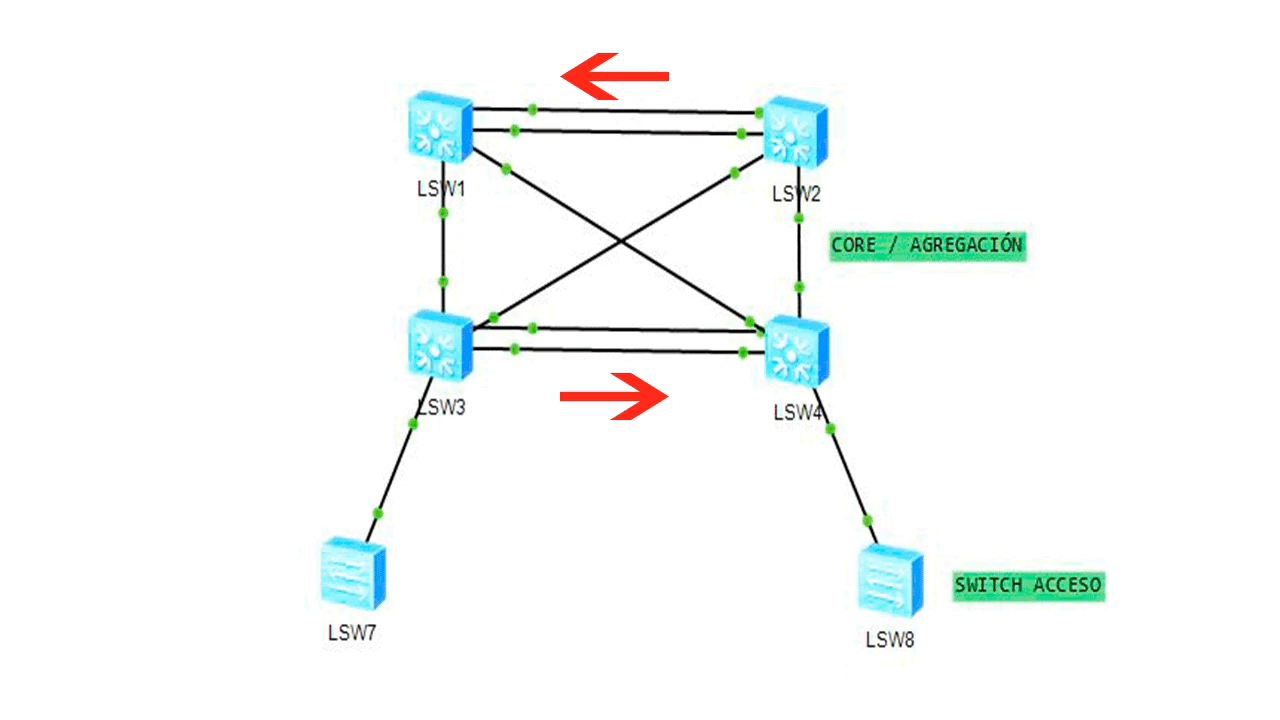 LSW1
LSW2
CORE / AGREGACIÓN
LSW3
LSW4
SWITCH ACCESO
LSW7
LSW8